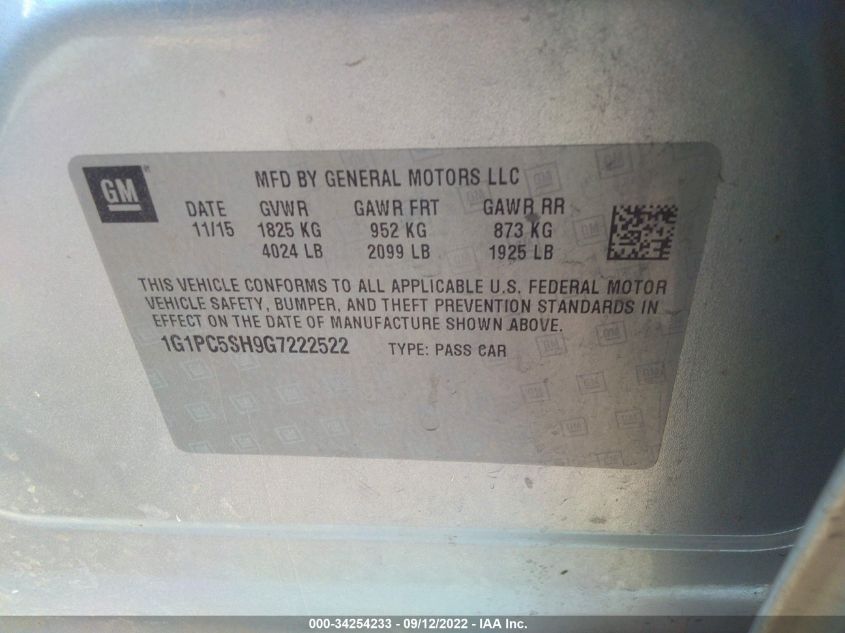 GM
MFD BY GENERAL MOTORS LLC
DATE GVWR GAWR FRT GAWR RR
11/15 1825 KG 952 KG 873 KG
4024 LB 2099 LB 1925 LB
THIS VEHICLE CONFORMS TO ALL APPLICABLE U.S. FEDERAL MOTOR
VEHICLE SAFETY, BUMPER, AND THEFT PREVENTION STANDARDS IN
EFFECT ON THE DATE OF MANUFACTURE SHOWN ABOVE.
1G1PC5SH9G7222522 TYPE: PASS CAR
000-34254233 - 09/12/2022 - IAA Inc.